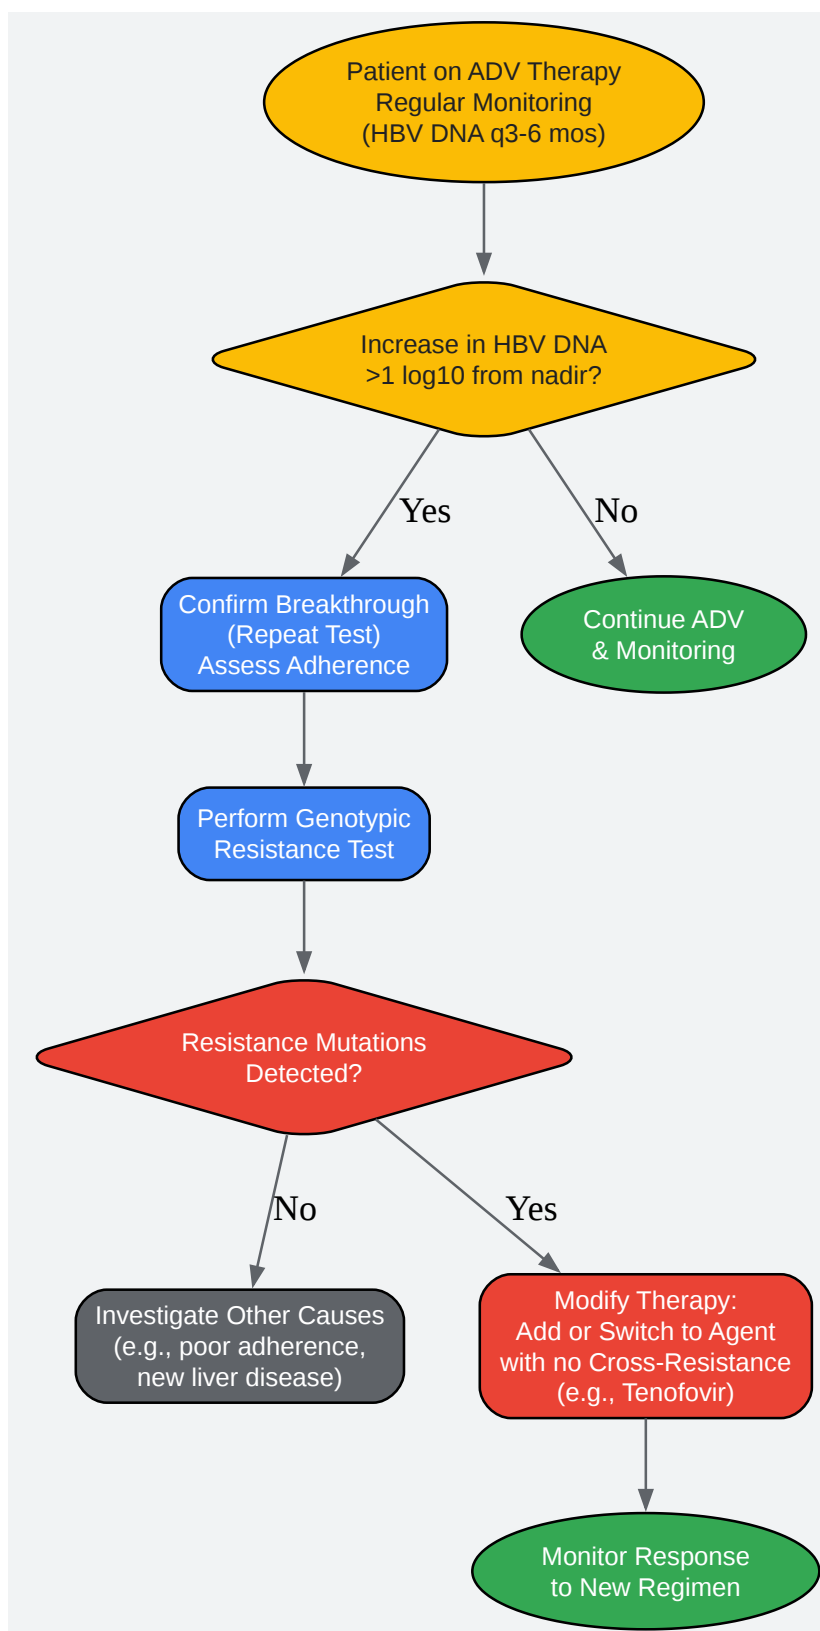 Patient on ADV Therapy
Regular Monitoring
(HBV DNA q3-6 mos)
Increase in HBV DNA
>1 log10 from nadir?
Yes
No
Confirm Breakthrough
(Repeat Test)
Assess Adherence
Continue ADV
& Monitoring
Perform Genotypic
Resistance Test
Resistance Mutations
Detected?
No
Yes
Investigate Other Causes
(e.g., poor adherence,
new liver disease)
Modify Therapy:
Add or Switch to Agent
with no Cross-Resistance
(e.g., Tenofovir)
Monitor Response
to New Regimen